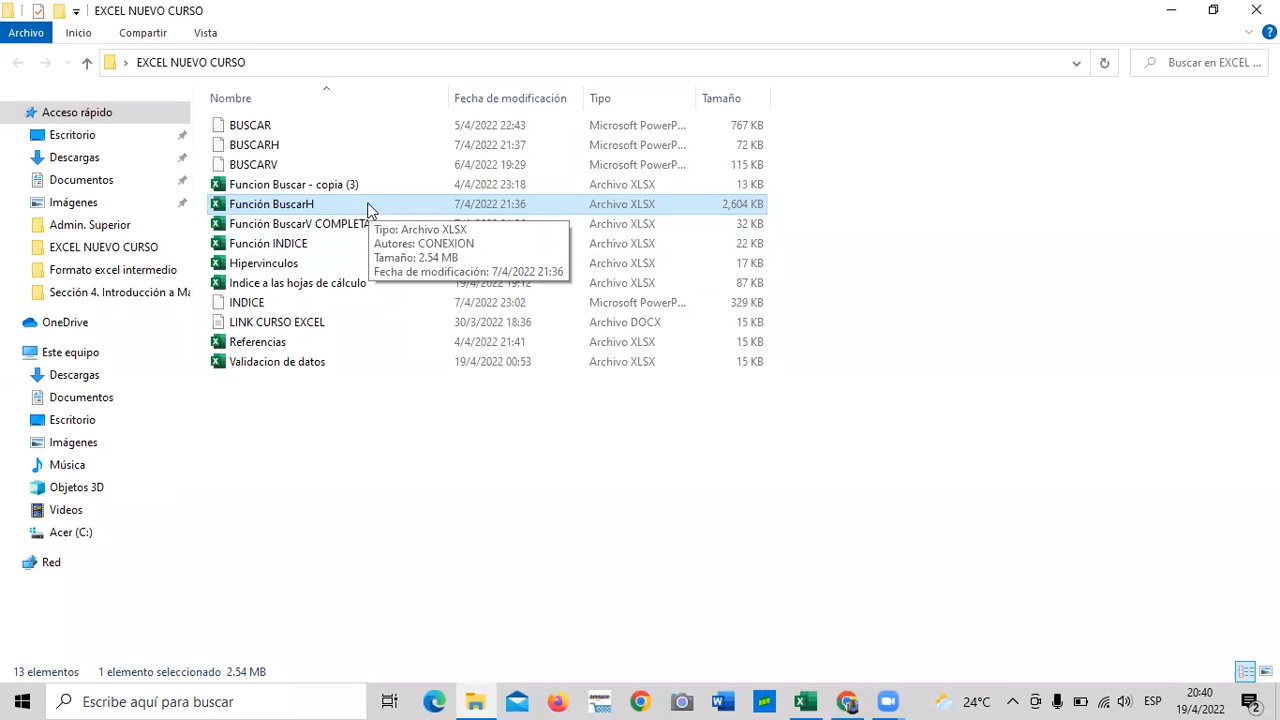 EXCEL NUEVO CURSO
Archivo Inicio Compartir Vista
EXCEL NUEVO CURSO Buscar en EXCEL ...
Nombre Fecha de modificación Tipo Tamaño
Acceso rápido
Escritorio
Descargas
Documentos
Imágenes
Admin. Superior
EXCEL NUEVO CURSO
Formato excel intermedio
Sección 4. Introducción a Ma
OneDrive
Este equipo
Descargas
Documentos
Escritorio
Imágenes
Música
Objetos 3D
Videos
Acer (C:)
Red
BUSCAR 5/4/2022 22:43 Microsoft PowerP... 767 KB
BUSCARH 7/4/2022 21:37 Microsoft PowerP... 72 KB
BUSCARV 6/4/2022 19:29 Microsoft PowerP... 115 KB
Funcion Buscar - copia (3) 4/4/2022 23:18 Archivo XLSX 13 KB
Función BuscarH 7/4/2022 21:36 Archivo XLSX 2,604 KB
Función BuscarV COMPLETA Archivo XLSX 32 KB
Función INDICE Archivo XLSX 22 KB
Hipervinculos Archivo XLSX 17 KB
Indice a las hojas de cálculo 19:12 Archivo XLSX 87 KB
INDICE 7/4/2022 23:02 Microsoft PowerP... 329 KB
LINK CURSO EXCEL 30/3/2022 18:36 Archivo DOCX 15 KB
Referencias 4/4/2022 21:41 Archivo XLSX 15 KB
Validacion de datos 19/4/2022 00:53 Archivo XLSX 15 KB
Tipo: Archivo XLSX
Autores: CONEXION
Tamaño: 2.54 MB
Fecha de modificación: 7/4/2022 21:36
13 elementos 1 elemento seleccionado 2.54 MB
Escribe aquí para buscar 24°C ESP 20:40
19/4/2022 2